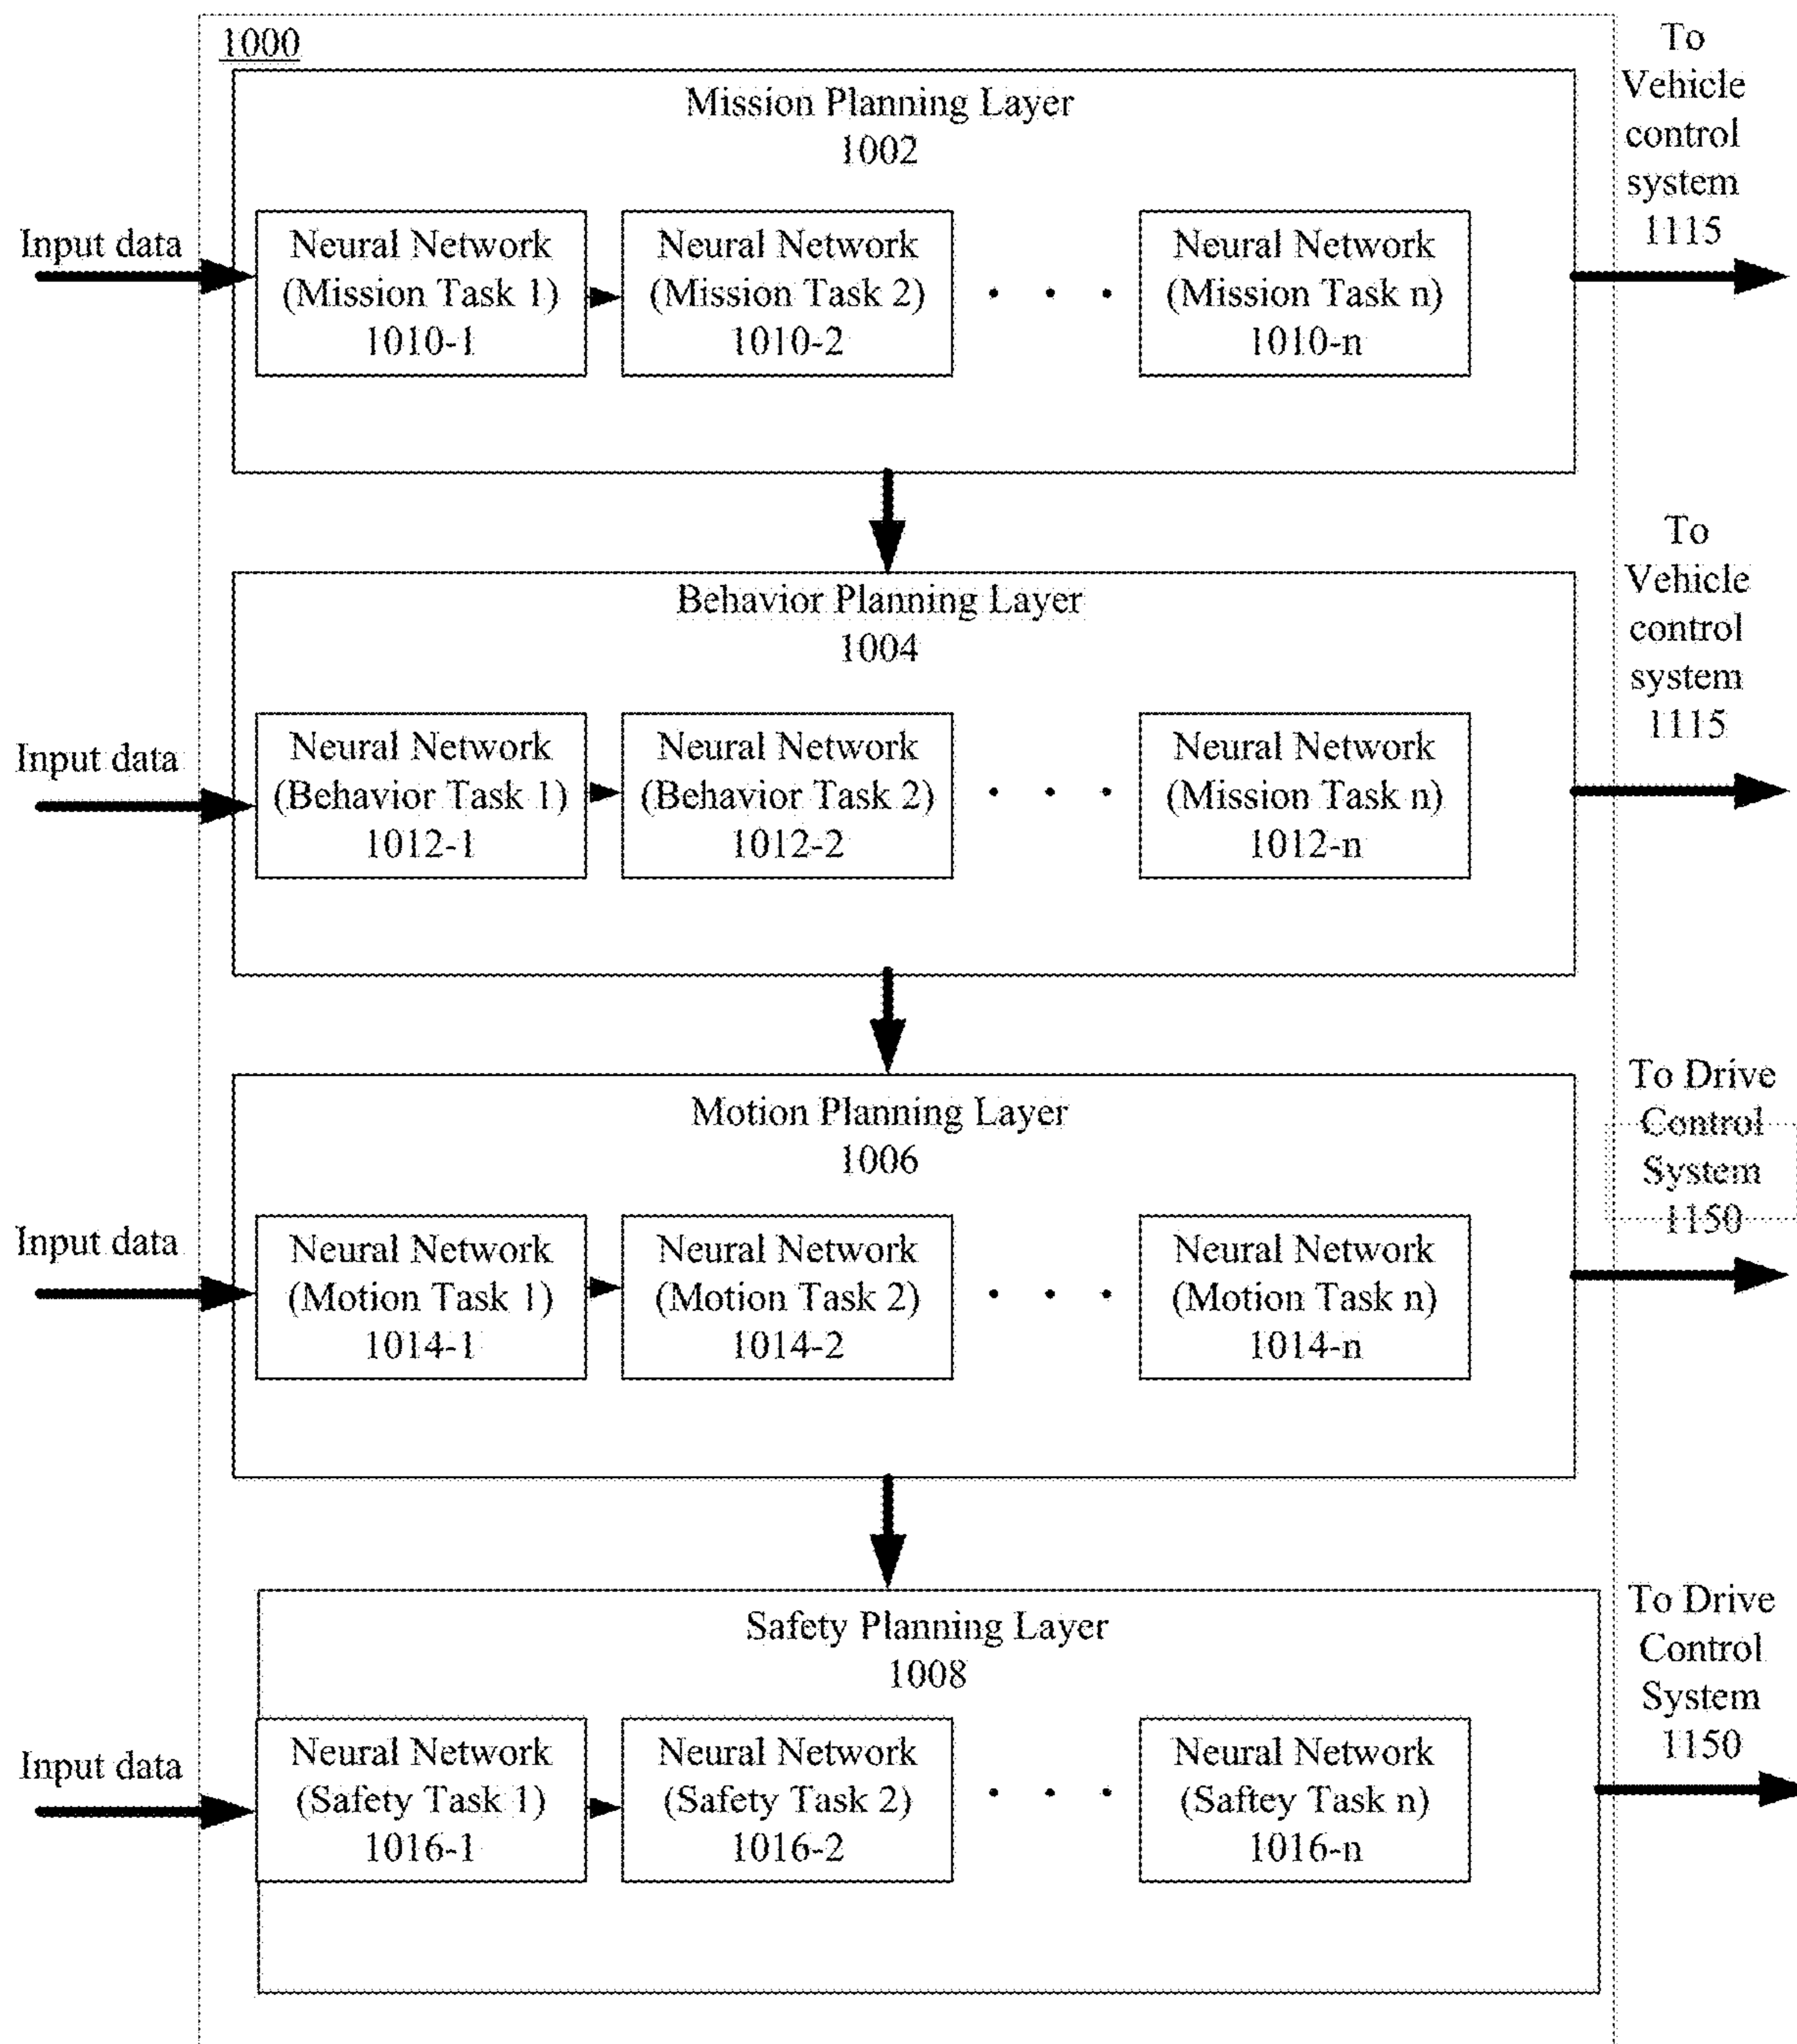 1000
To
Vehicle
control
system
1115
Mission Planning Layer
1002
Input data
Neural Network
(Mission Task 1)
1010-1
Neural Network
(Mission Task 2)
1010-2
. . .
Neural Network
(Mission Task n)
1010-n
To
Vehicle
control
system
1115
Behavior Planning Layer
1004
Input data
Neural Network
(Behavior Task 1)
1012-1
Neural Network
(Behavior Task 2)
1012-2
. . .
Neural Network
(Mission Task n)
1012-n
To Drive
Control
System
1150
Motion Planning Layer
1006
Input data
Neural Network
(Motion Task 1)
1014-1
Neural Network
(Motion Task 2)
1014-2
. . .
Neural Network
(Motion Task n)
1014-n
To Drive
Control
System
1150
Safety Planning Layer
1008
Input data
Neural Network
(Safety Task 1)
1016-1
Neural Network
(Safety Task 2)
1016-2
. . .
Neural Network
(Saftey Task n)
1016-n